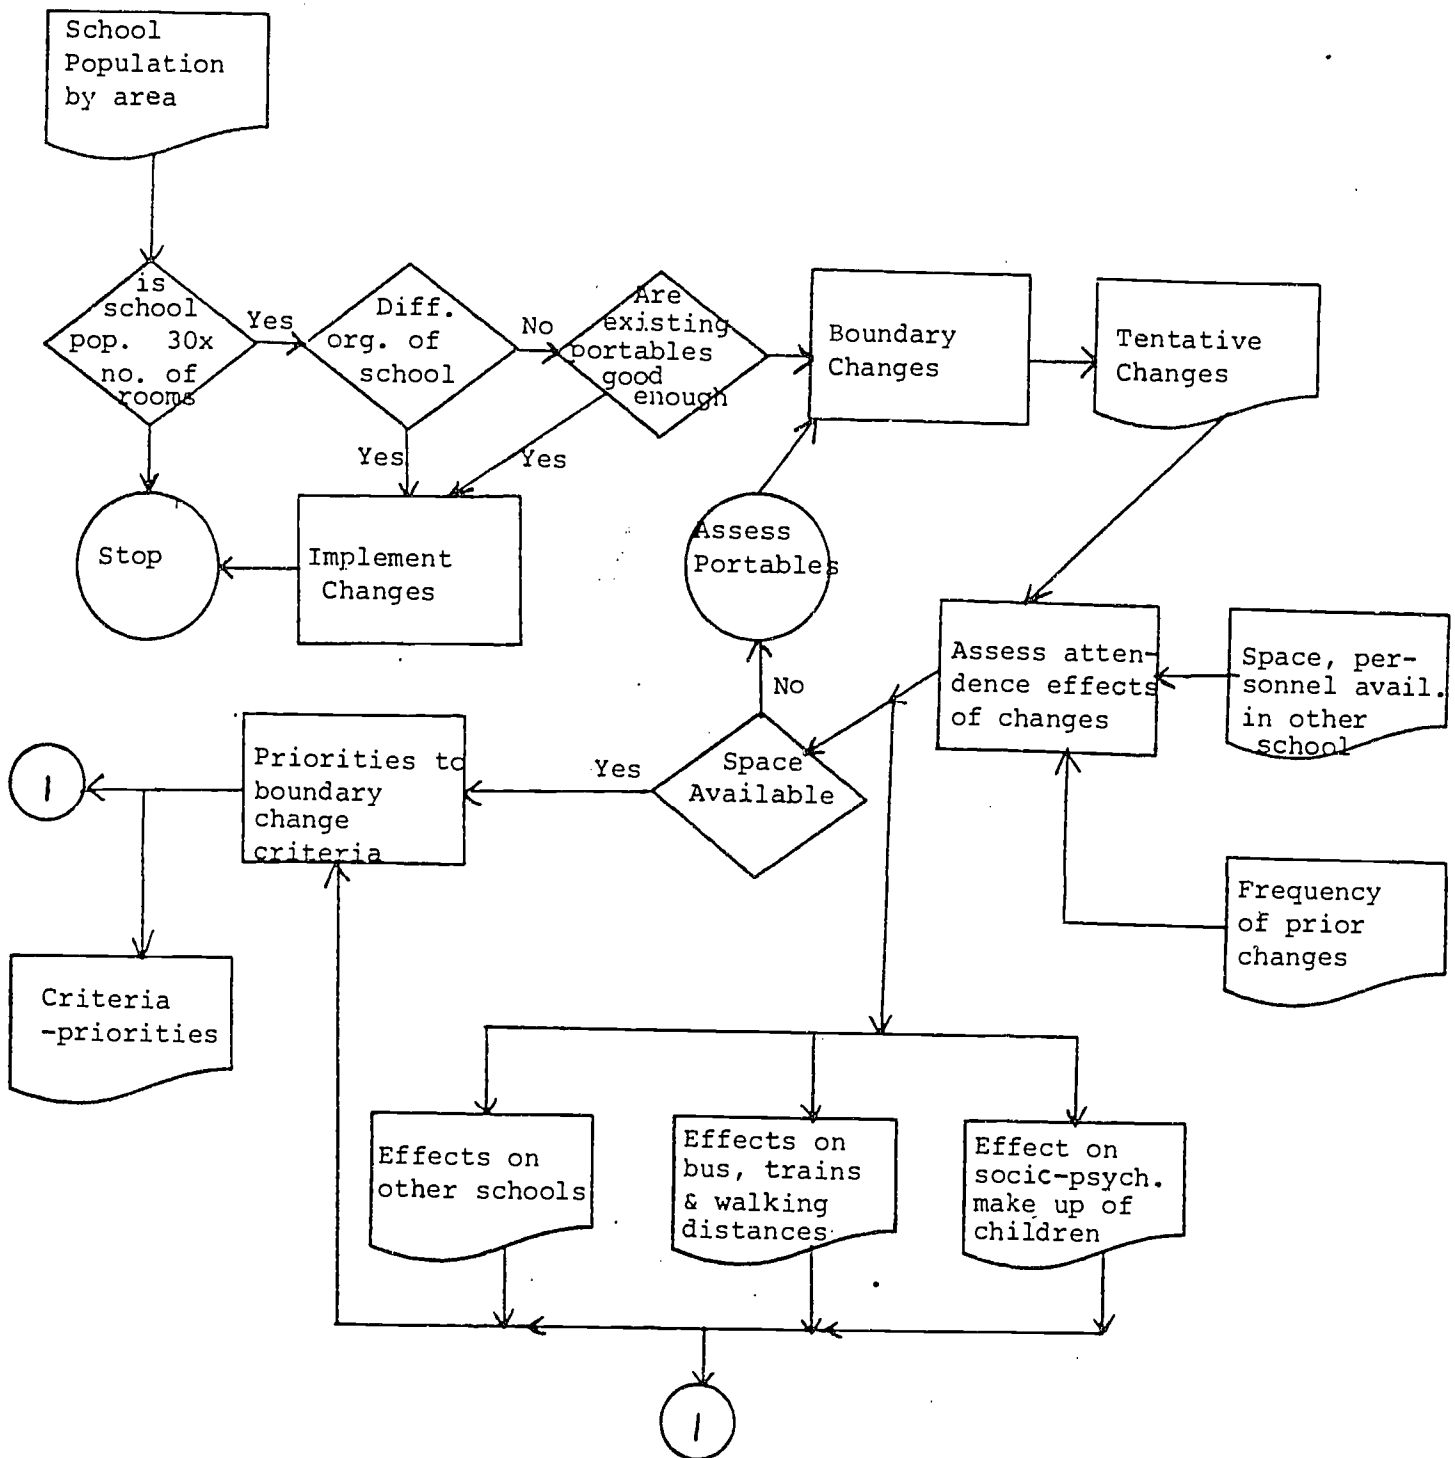 School
Population
by area
is
school
pop. 30x
no. of
rooms
Yes
Diff.
org. of
school
No
Are
existing
portables
good
enough
Boundary
Changes
Tentative
Changes
Yes
Yes
Stop
Implement
Changes
Assess
Portables
Assess atten-
dence effects
of changes
Space, per-
sonnel avail.
in other
school
No
Priorities to
boundary
change
criteria
Yes
Space
Available
1
Frequency
of prior
changes
Criteria
-priorities
Effects on
other schools
Effects on
bus, trains
& walking
distances
Effect on
socic-psych.
make up of
children
1